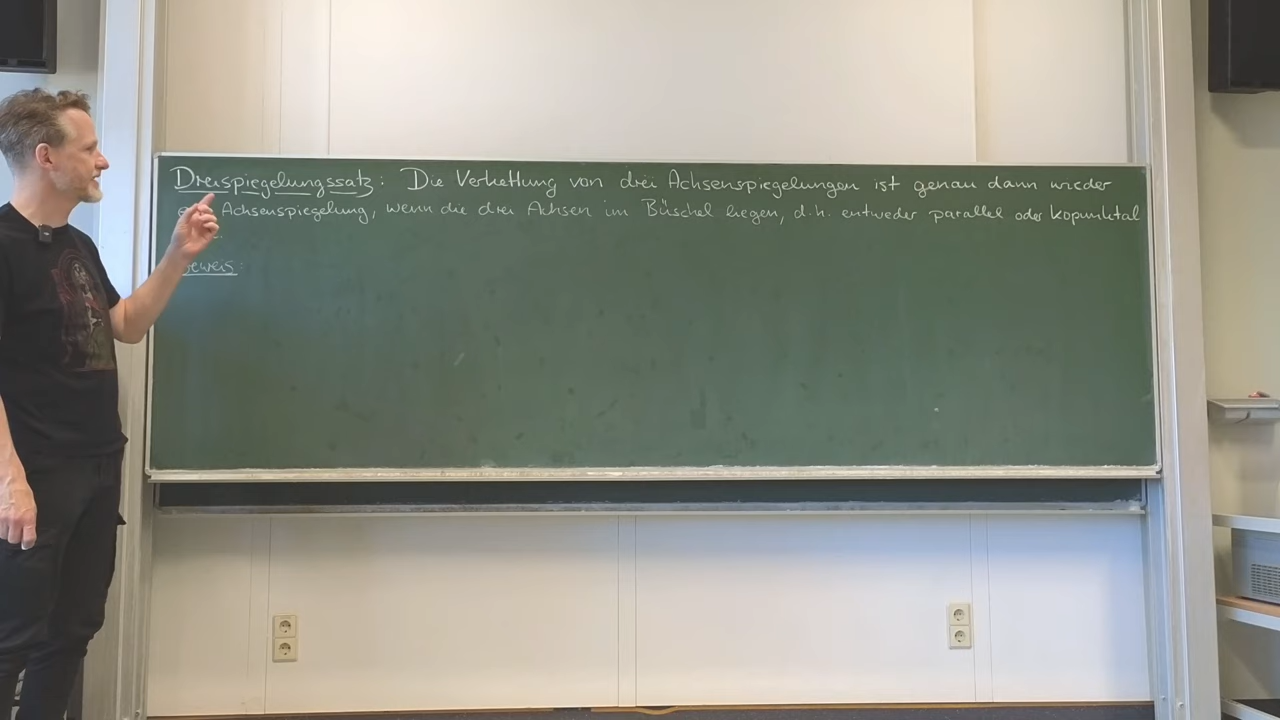 Dreispiegelungssatz: Die Verkettung von drei Achsenspiegelungen ist genau dann wieder
Achsenspiegelung, wenn die drei Achsen im Büschel liegen, d.h. entweder parallel oder kopunktal
Beweis: